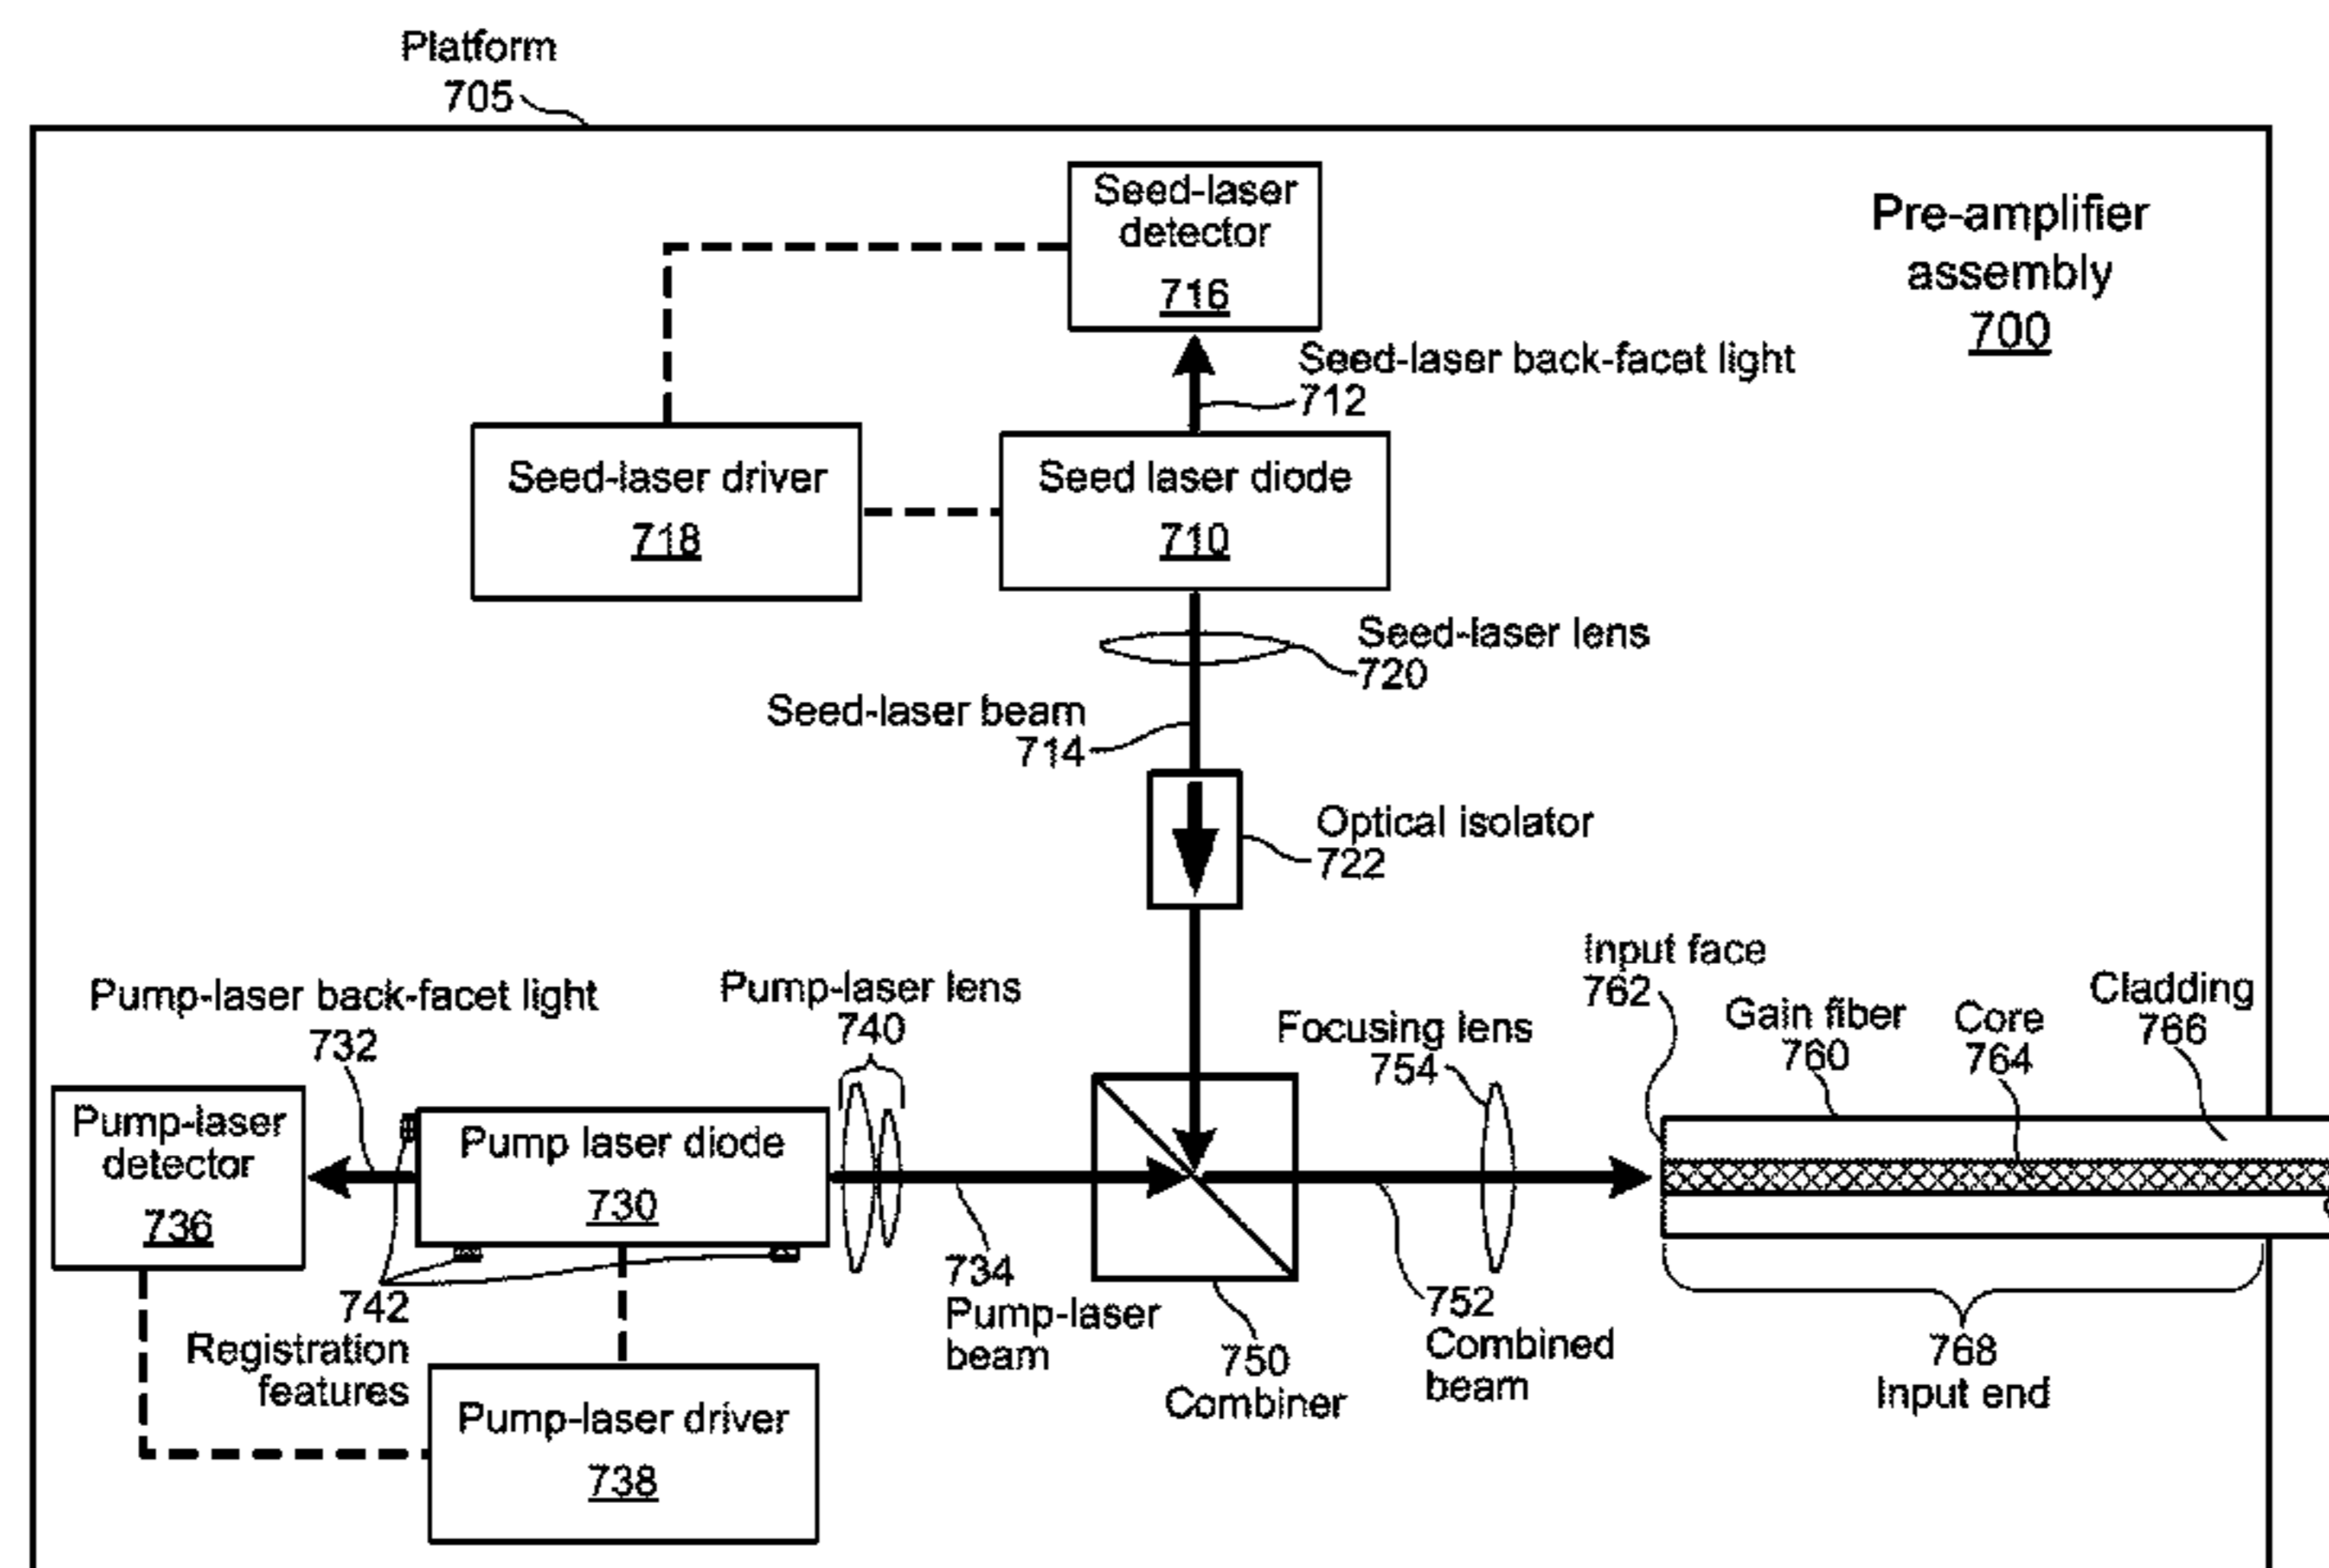 Platform
705
Seed-laser
detector
716
Pre-amplifier
assembly
700
Seed-laser back-facet light
712
Seed-laser driver
718
Seed laser diode
710
Seed-laser lens
720
Seed-laser beam
714
Optical isolator
722
Pump-laser back-facet light
732
Pump-laser lens
740
Focusing lens
754
Input face
762
Gain fiber
760
Core
764
Cladding
766
Pump-laser
detector
736
Pump laser diode
730
742
Registration
features
734
Pump-laser
beam
750
Combiner
752
Combined
beam
768
Input end
Pump-laser driver
738